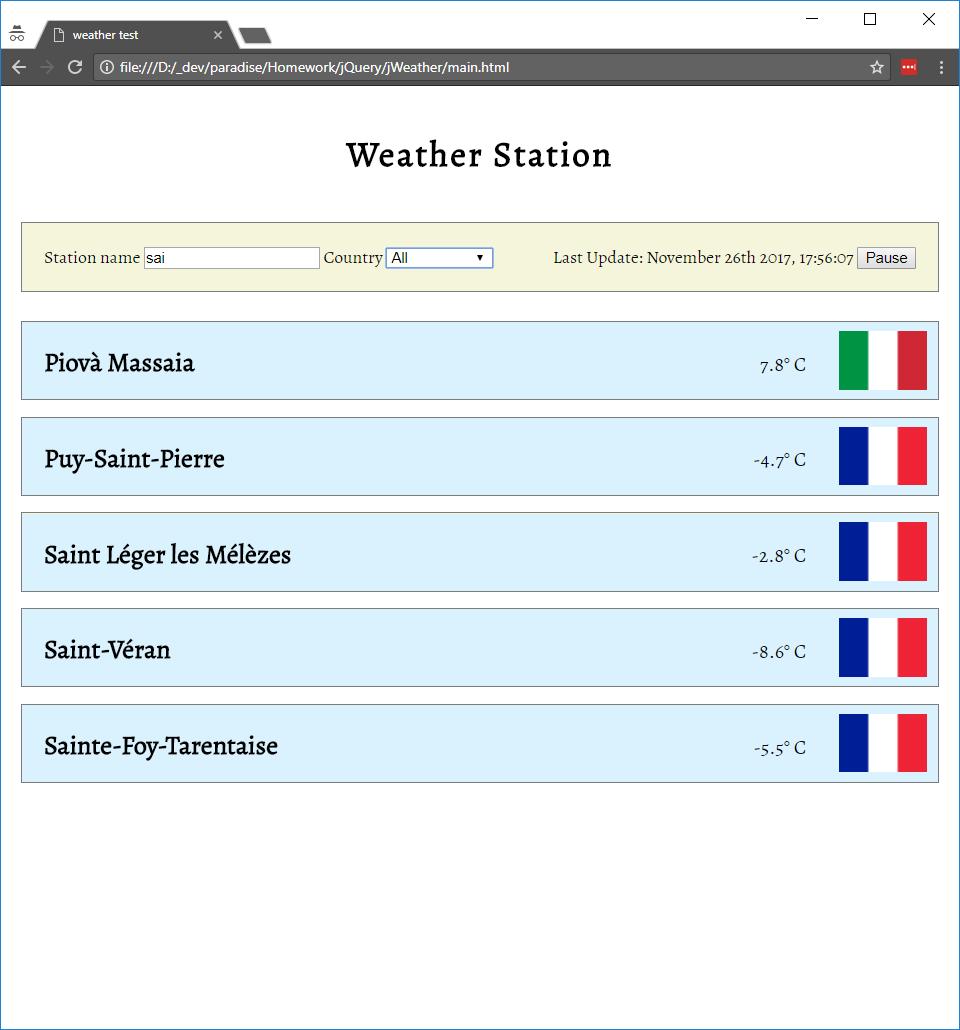 weather test
file:///D:/_dev/paradise/Homework/jQuery/jWeather/main.html
Weather Station
Station name sai Country All Last Update: November 26th 2017, 17:56:07 Pause
Piovà Massaia 7.8° C
Puy-Saint-Pierre -4.7° C
Saint Léger les Mélèzes -2.8° C
Saint-Véran -8.6° C
Sainte-Foy-Tarentaise -5.5° C